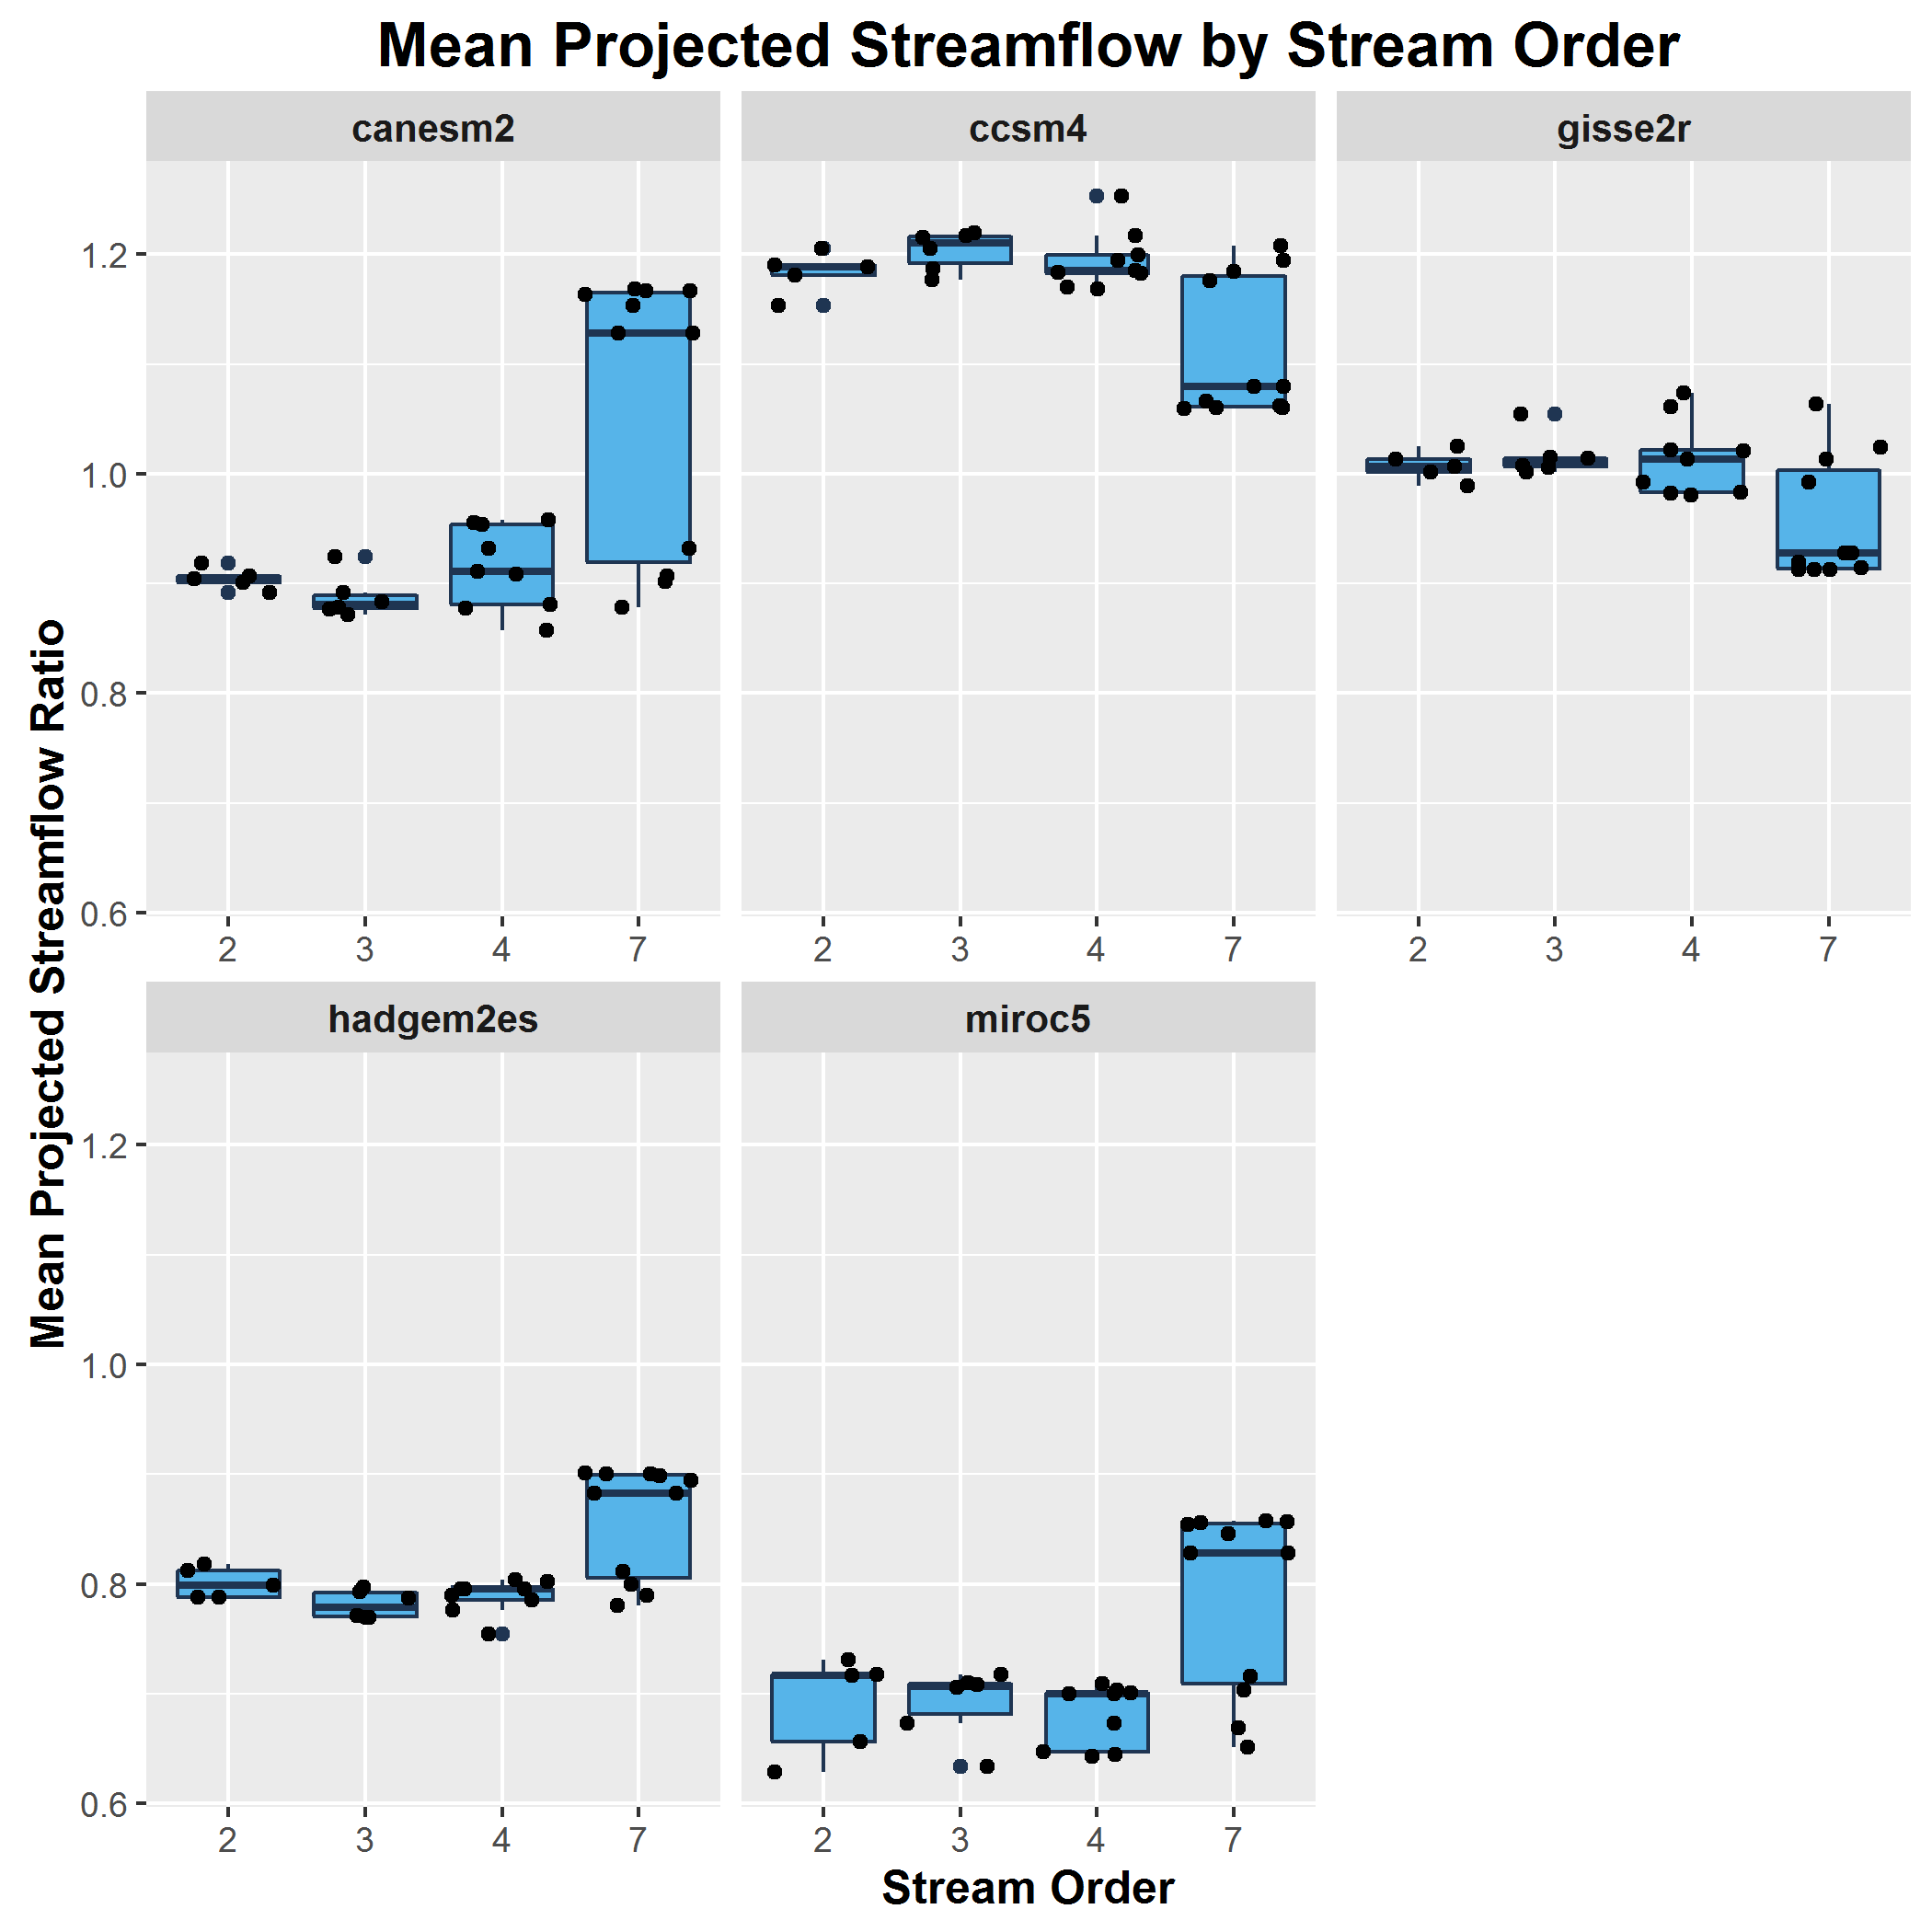 Mean Projected Streamflow by Stream Order
canesm2
ccsm4
gisse2r
Mean Projected Streamflow Ratio
1.2
1.0
0.8
0.6
2 3 4 7
2 3 4 7
2 3 4 7
hadgem2es
miroc5
1.2
1.0
0.8
0.6
2 3 4 7
2 3 4 7
Stream Order